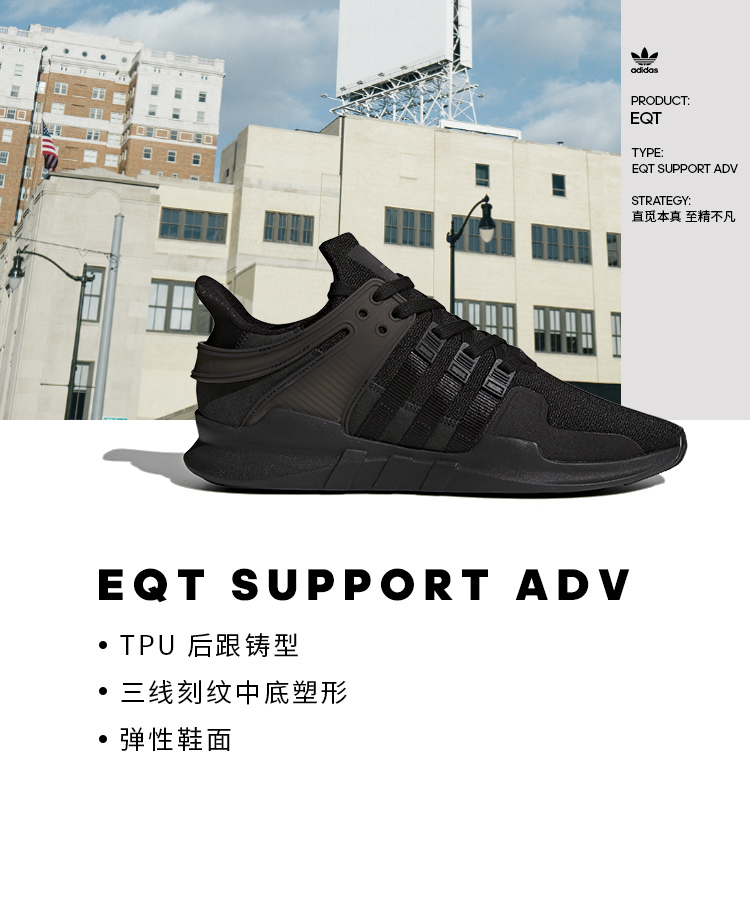 adidas
PRODUCT:
EQT
TYPE:
EQT SUPPORT ADV
STRATEGY:
直觅本真 至精不凡
EQT SUPPORT ADV
• TPU 后跟铸型
• 三线刻纹中底塑形
• 弹性鞋面